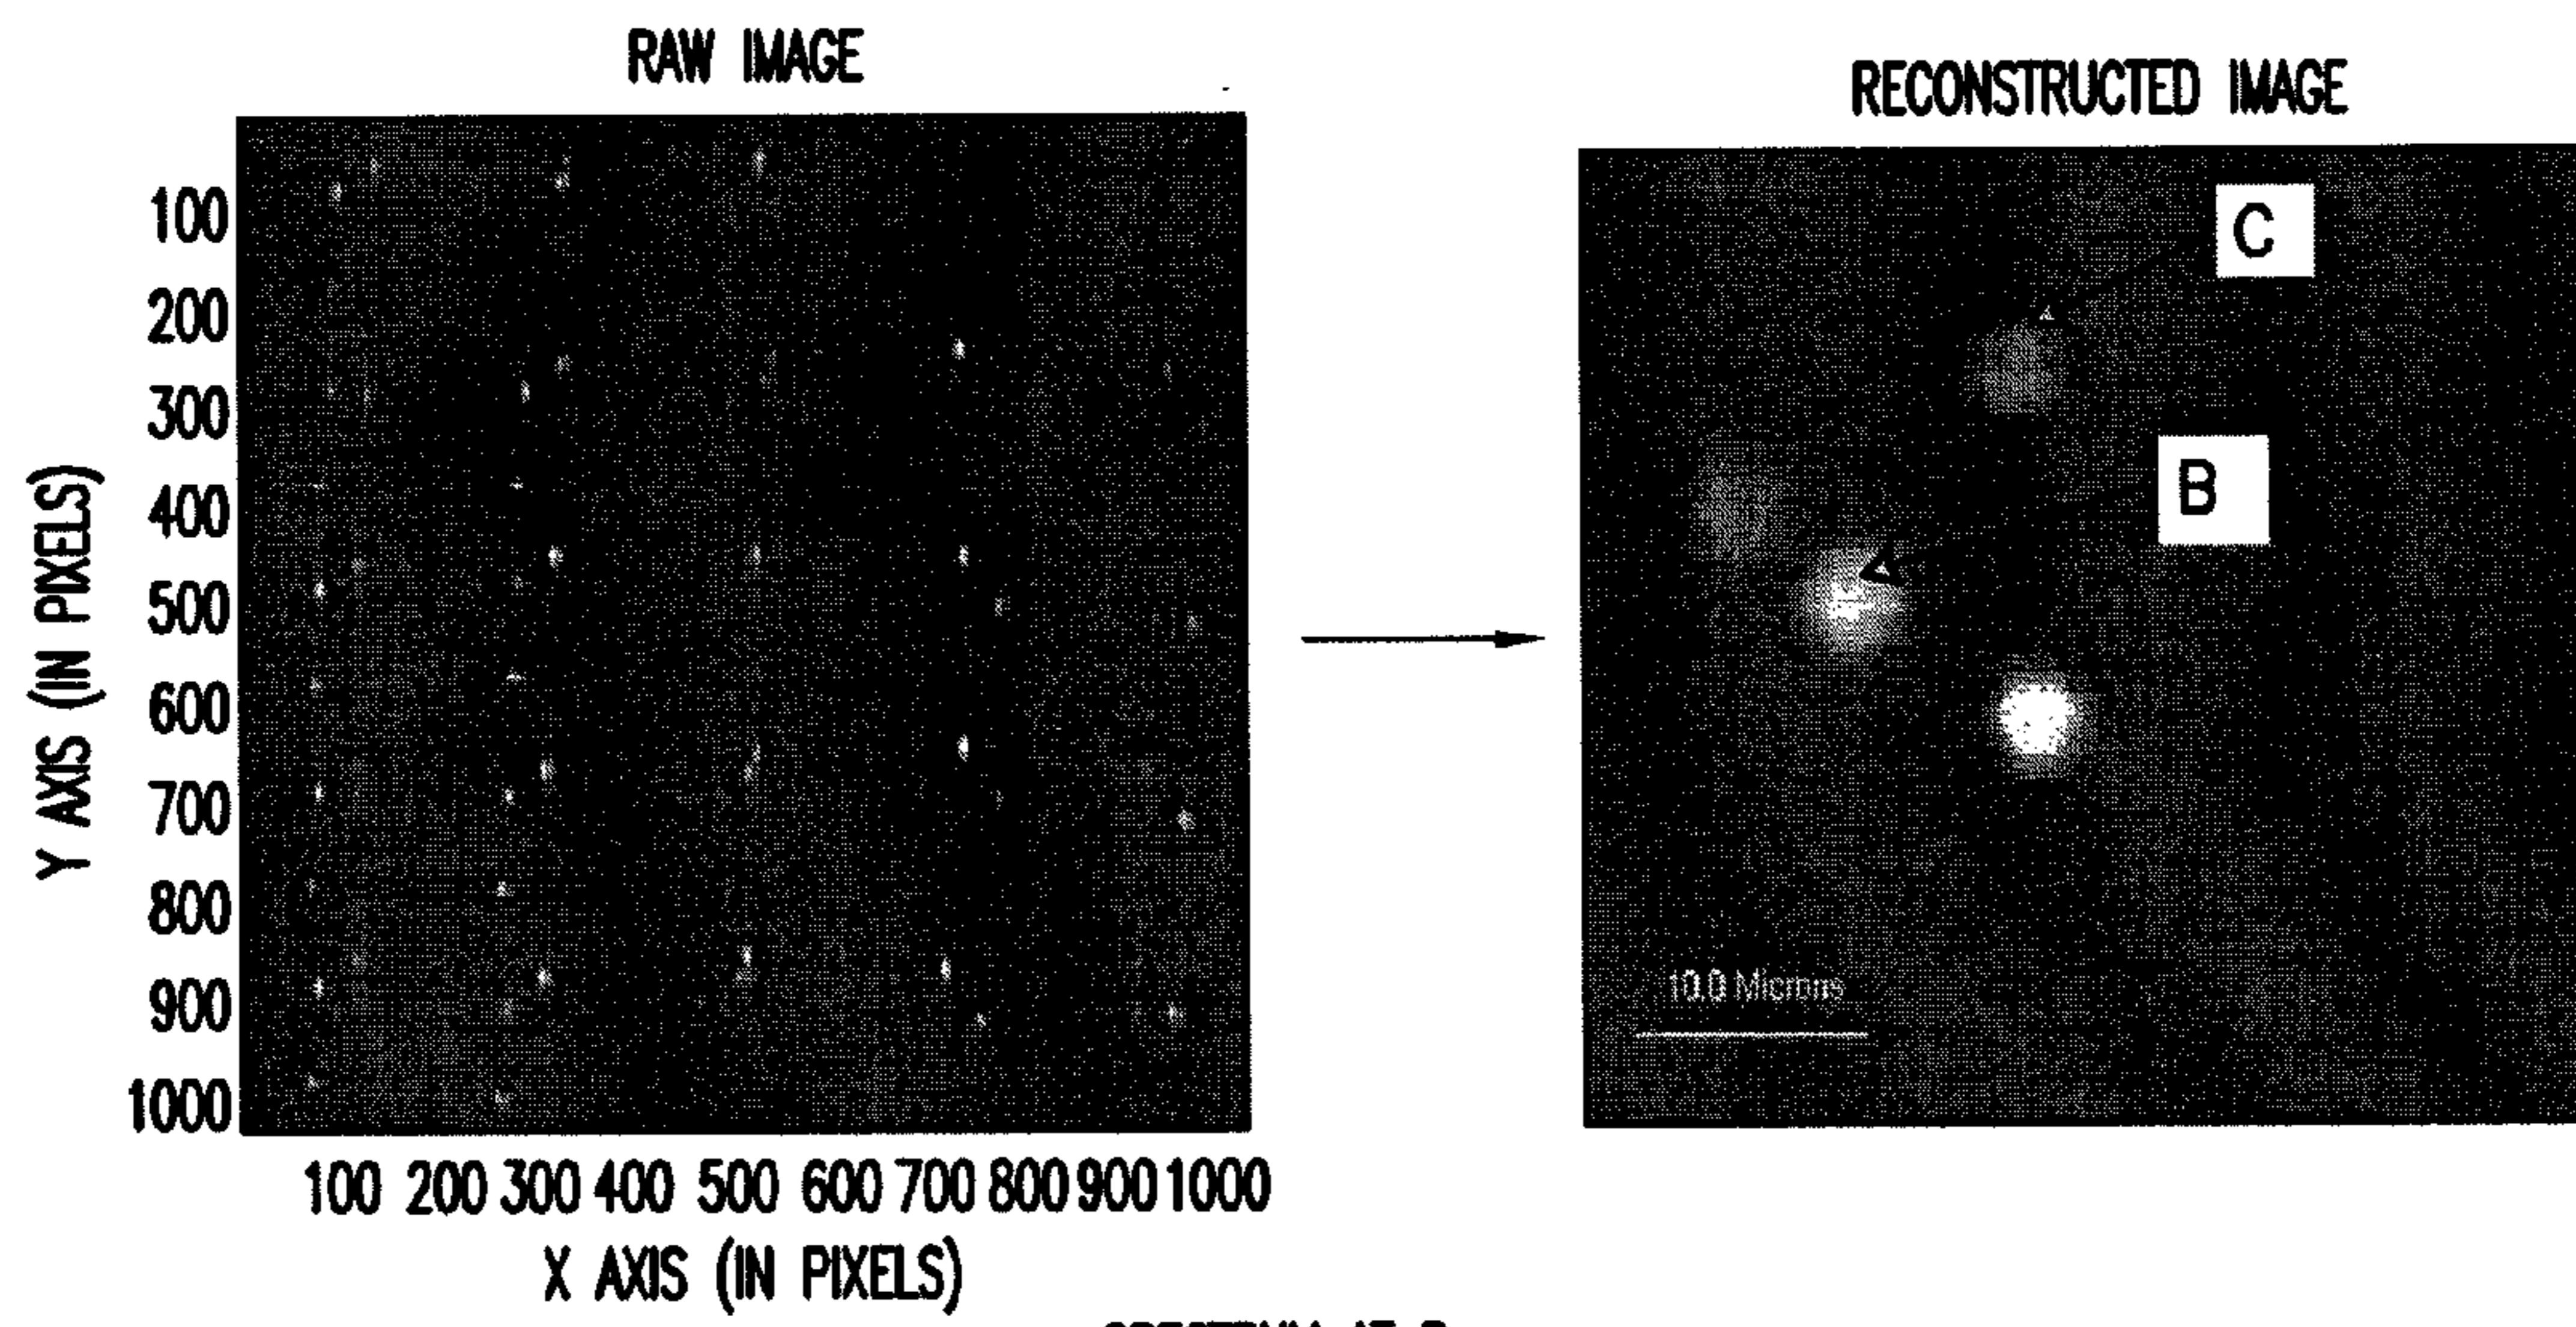 RAW IMAGE
RECONSTRUCTED IMAGE
C
B
Y AXIS (IN PIXELS)
100
200
300
400
500
600
700
800
900
1000
10.0 Microns
100 200 300 400 500 600 700 800 900 1000
X AXIS (IN PIXELS)